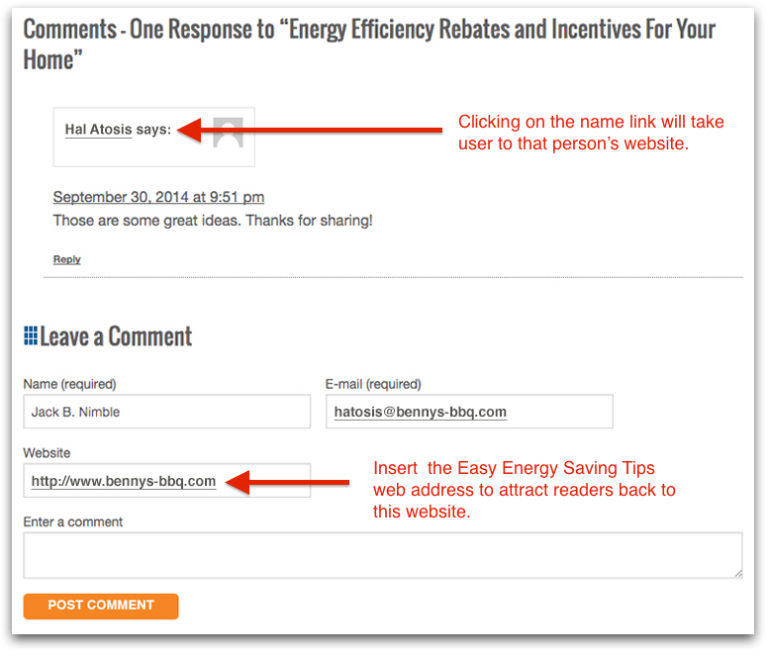 Comments - One Response to “Energy Efficiency Rebates and Incentives For Your
Home”
Hal Atosis says:
Clicking on the name link will take
user to that person’s website.
September 30, 2014 at 9:51 pm
Those are some great ideas. Thanks for sharing!
Reply
Leave a Comment
Name (required)
E-mail (required)
Jack B. Nimble
hatosis@bennys-bbq.com
Website
http://www.bennys-bbq.com
Insert the Easy Energy Saving Tips
web address to attract readers back to
this website.
Enter a comment
POST COMMENT